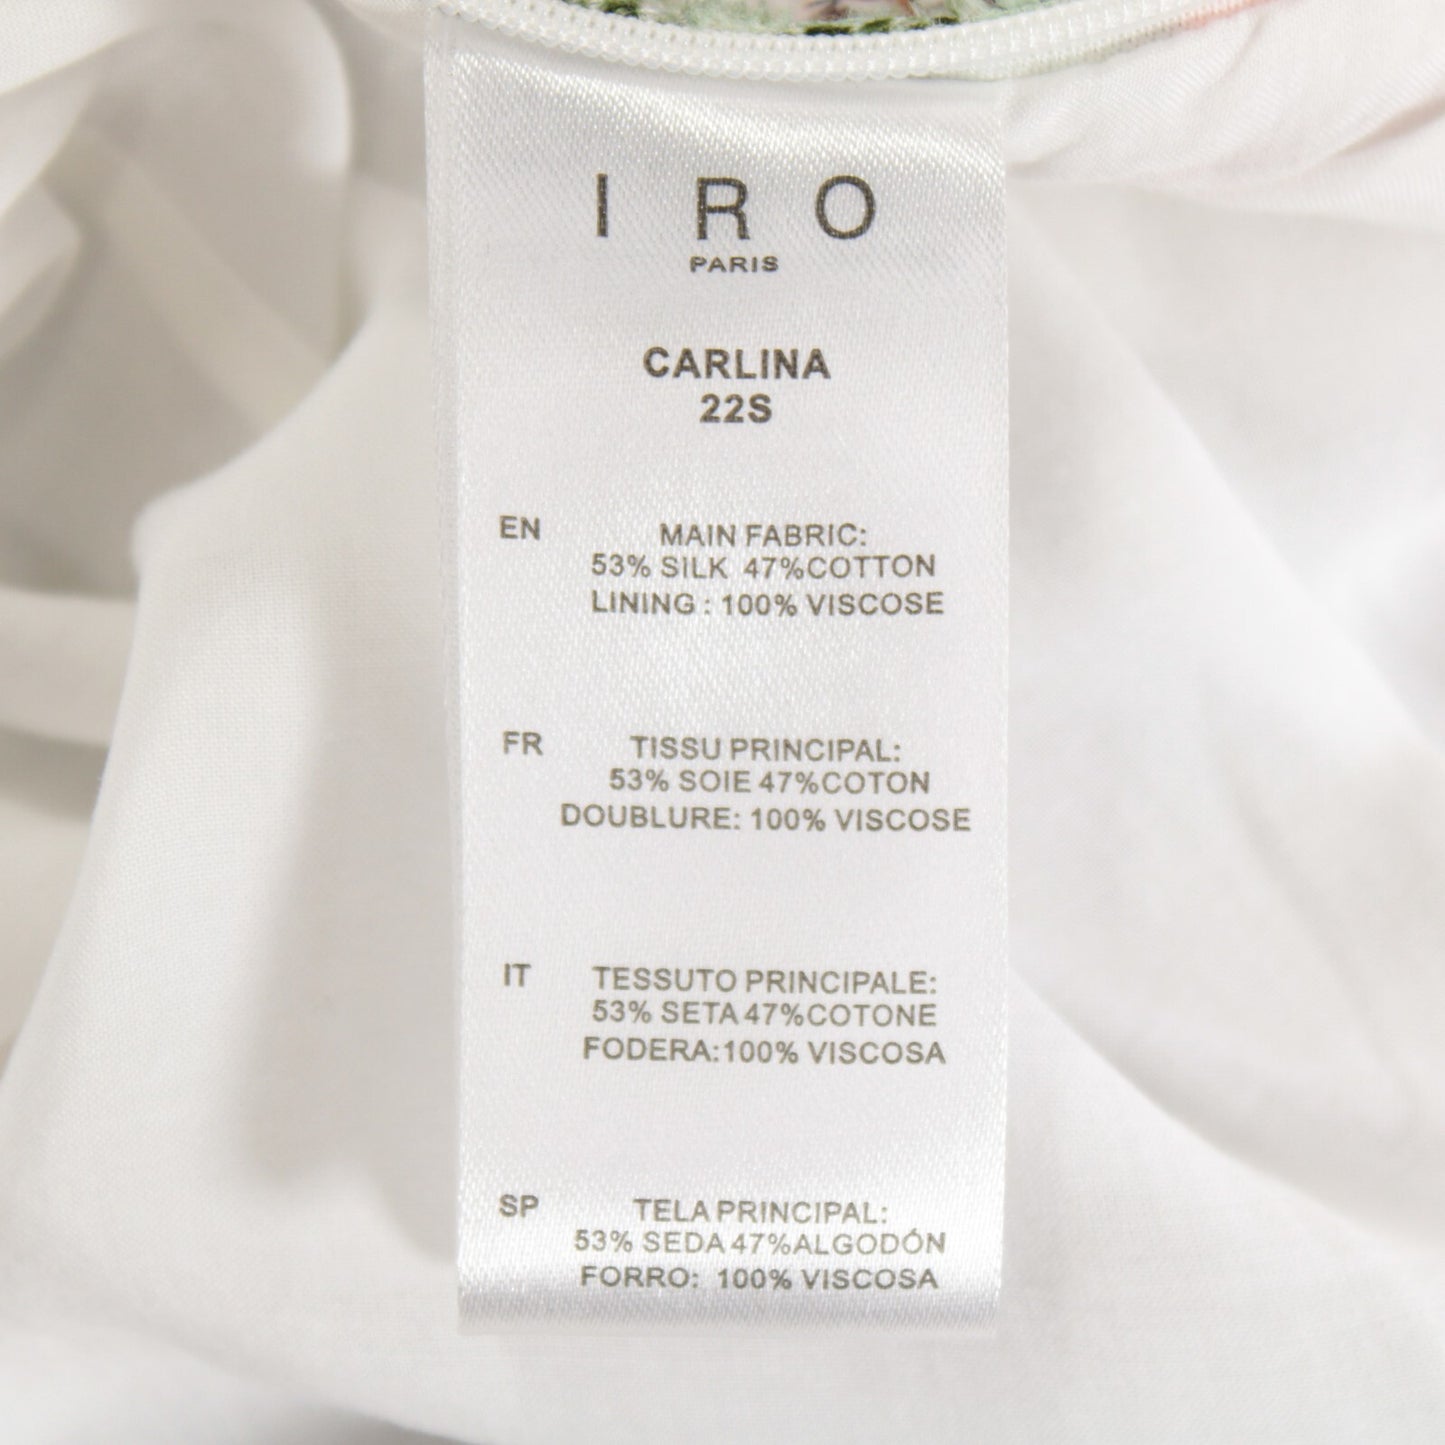 IRO
PARIS
CARLINA
22S
EN
MAIN FABRIC:
53% SILK 47%COTTON
LINING : 100% VISCOSE
FR
TISSU PRINCIPAL:
53% SOIE 47%COTON
DOUBLURE: 100% VISCOSE
IT
TESSUTO PRINCIPALE:
53% SETA 47%COTONE
FODERA:100% VISCOSA
SP
TELA PRINCIPAL:
53% SEDA 47%ALGODÓN
FORRO: 100% VISCOSA